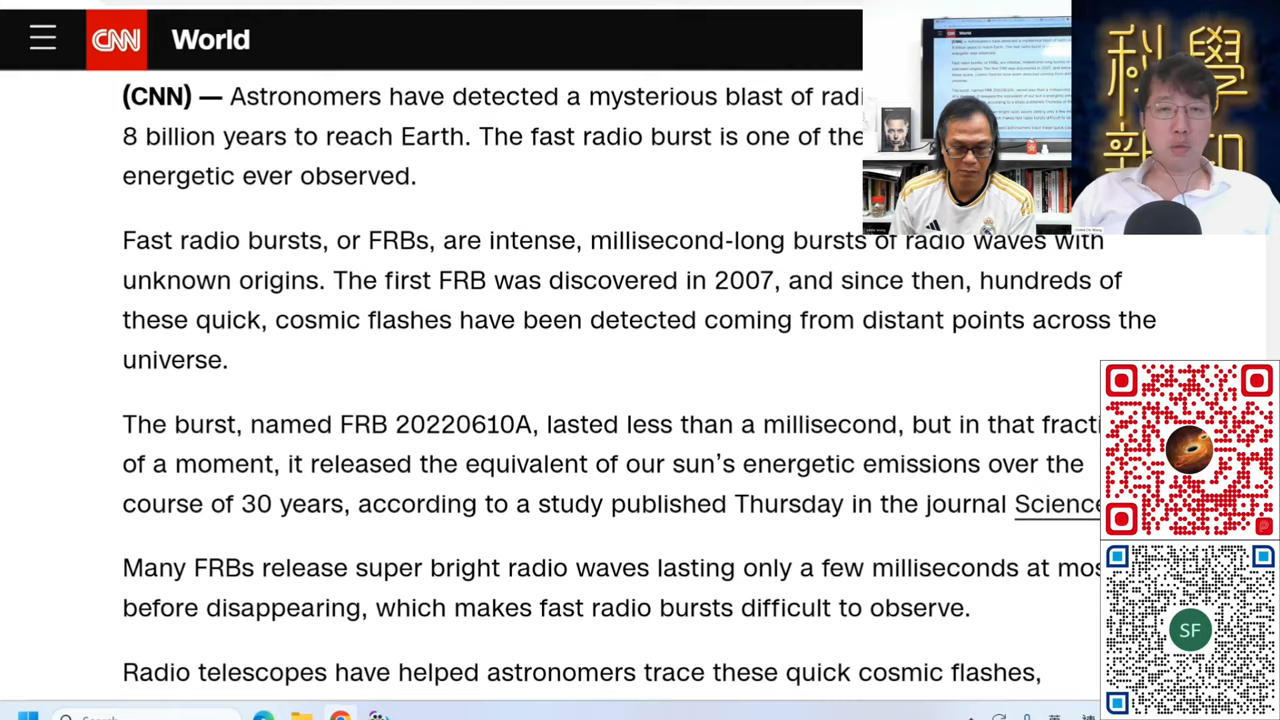 CNN World
(CNN) — Astronomers have detected a mysterious blast of radi
8 billion years to reach Earth. The fast radio burst is one of the
energetic ever observed.
Fast radio bursts, or FRBs, are intense, millisecond-long bursts of radio waves with
unknown origins. The first FRB was discovered in 2007, and since then, hundreds of
these quick, cosmic flashes have been detected coming from distant points across the
universe.
The burst, named FRB 20220610A, lasted less than a millisecond, but in that fracti
of a moment, it released the equivalent of our sun's energetic emissions over the
course of 30 years, according to a study published Thursday in the journal Science
Many FRBs release super bright radio waves lasting only a few milliseconds at mos
before disappearing, which makes fast radio bursts difficult to observe.
Radio telescopes have helped astronomers trace these quick cosmic flashes,
科學
SF
Search
英